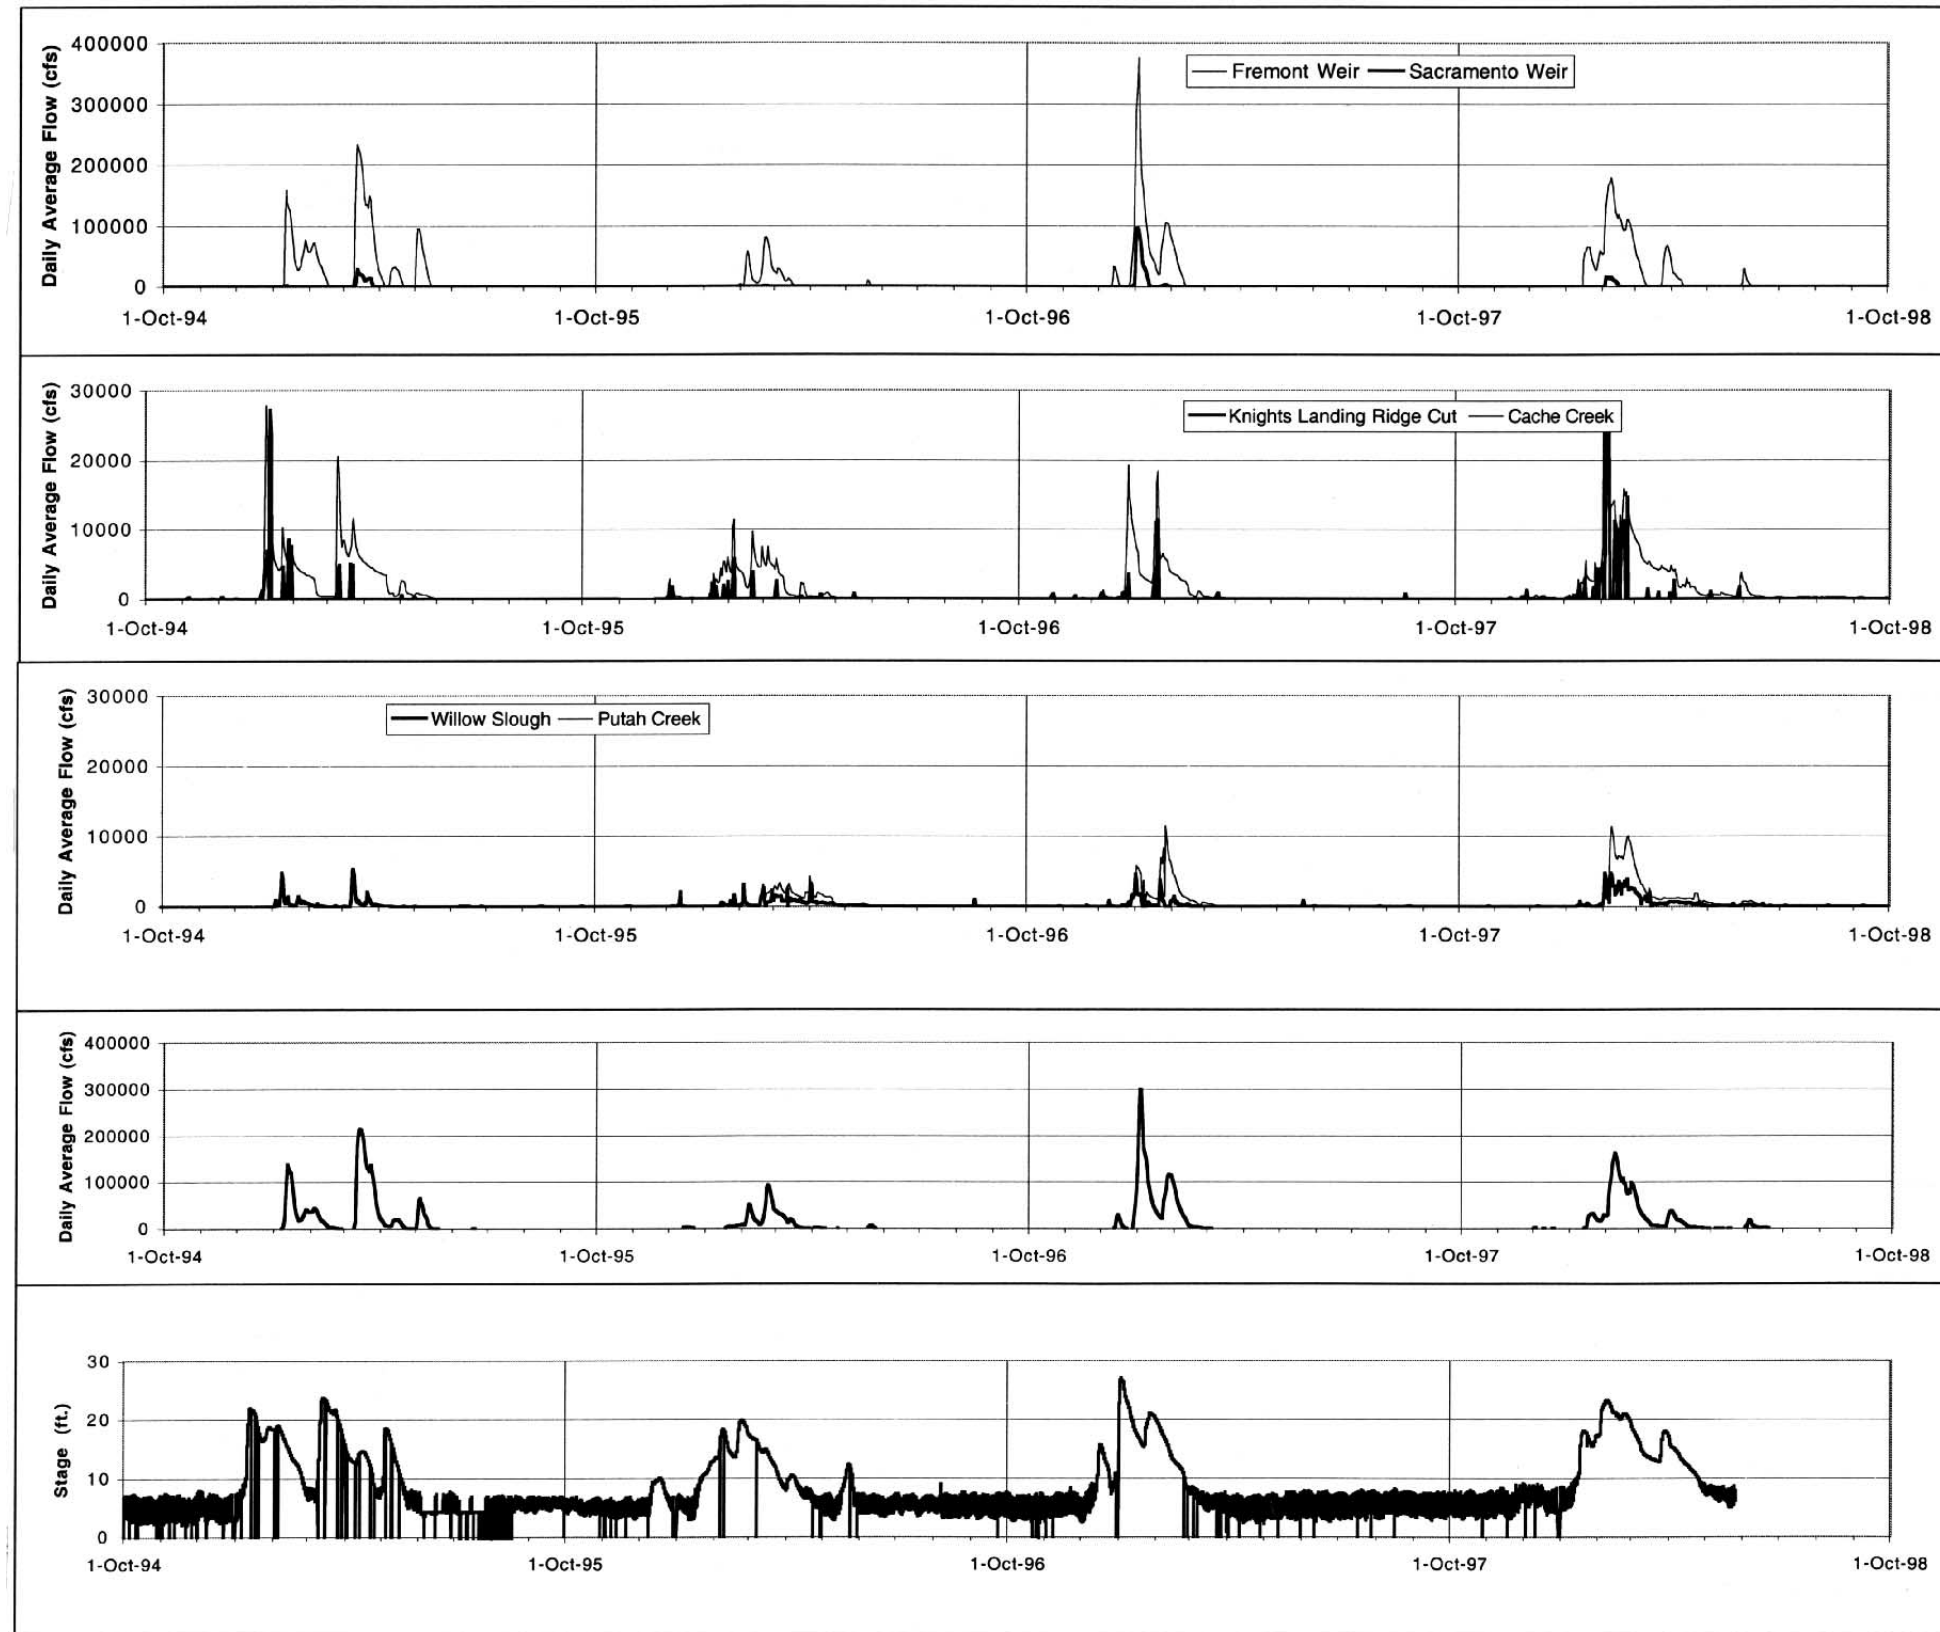 Daily Average Flow (cfs)
400000
300000
200000
100000
0
Fremont Weir Sacramento Weir
1-Oct-94 1-Oct-95 1-Oct-96 1-Oct-97 1-Oct-98
Daily Average Flow (cfs)
30000
20000
10000
0
Knights Landing Ridge Cut Cache Creek
1-Oct-94 1-Oct-95 1-Oct-96 1-Oct-97 1-Oct-98
Daily Average Flow (cfs)
30000
20000
10000
0
Willow Slough Putah Creek
1-Oct-94 1-Oct-95 1-Oct-96 1-Oct-97 1-Oct-98
Daily Average Flow (cfs)
400000
300000
200000
100000
0
1-Oct-94 1-Oct-95 1-Oct-96 1-Oct-97 1-Oct-98
Stage (ft.)
30
20
10
0
1-Oct-94 1-Oct-95 1-Oct-96 1-Oct-97 1-Oct-98